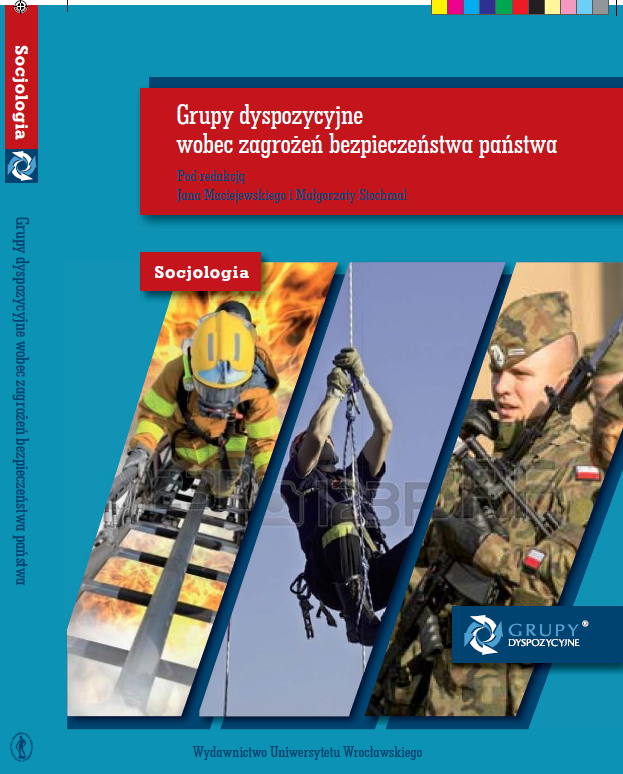 Socjologia
Grupy dyspozycyjne wobec zagrożeń bezpieczeństwa państwa
Grupy dyspozycyjne
wobec zagrożeń bezpieczeństwa państwa
Pod redakcją
Jana Maciejewskiego i Małgorzaty Stochmal
Socjologia
123RF
GRUPY®
DYSPOZYCYJNE
Wydawnictwo Uniwersytetu Wrocławskiego